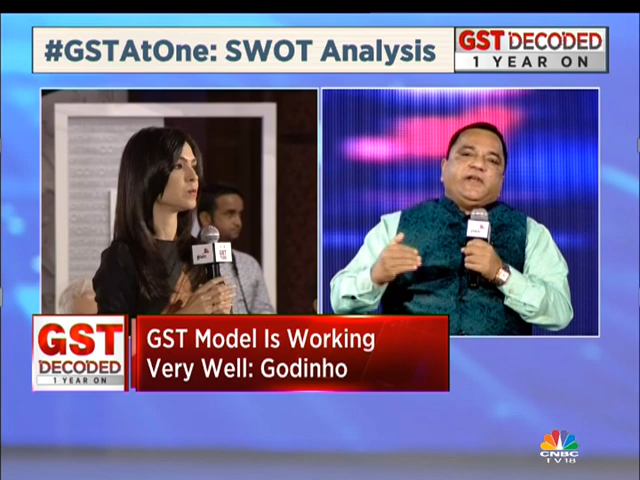 #GSTAtOne: SWOT Analysis
GST DECODED
1 YEAR ON
pwc
GST
DECODED
1 YEAR ON
GST Model Is Working
Very Well: Godinho
CNBC
TV18